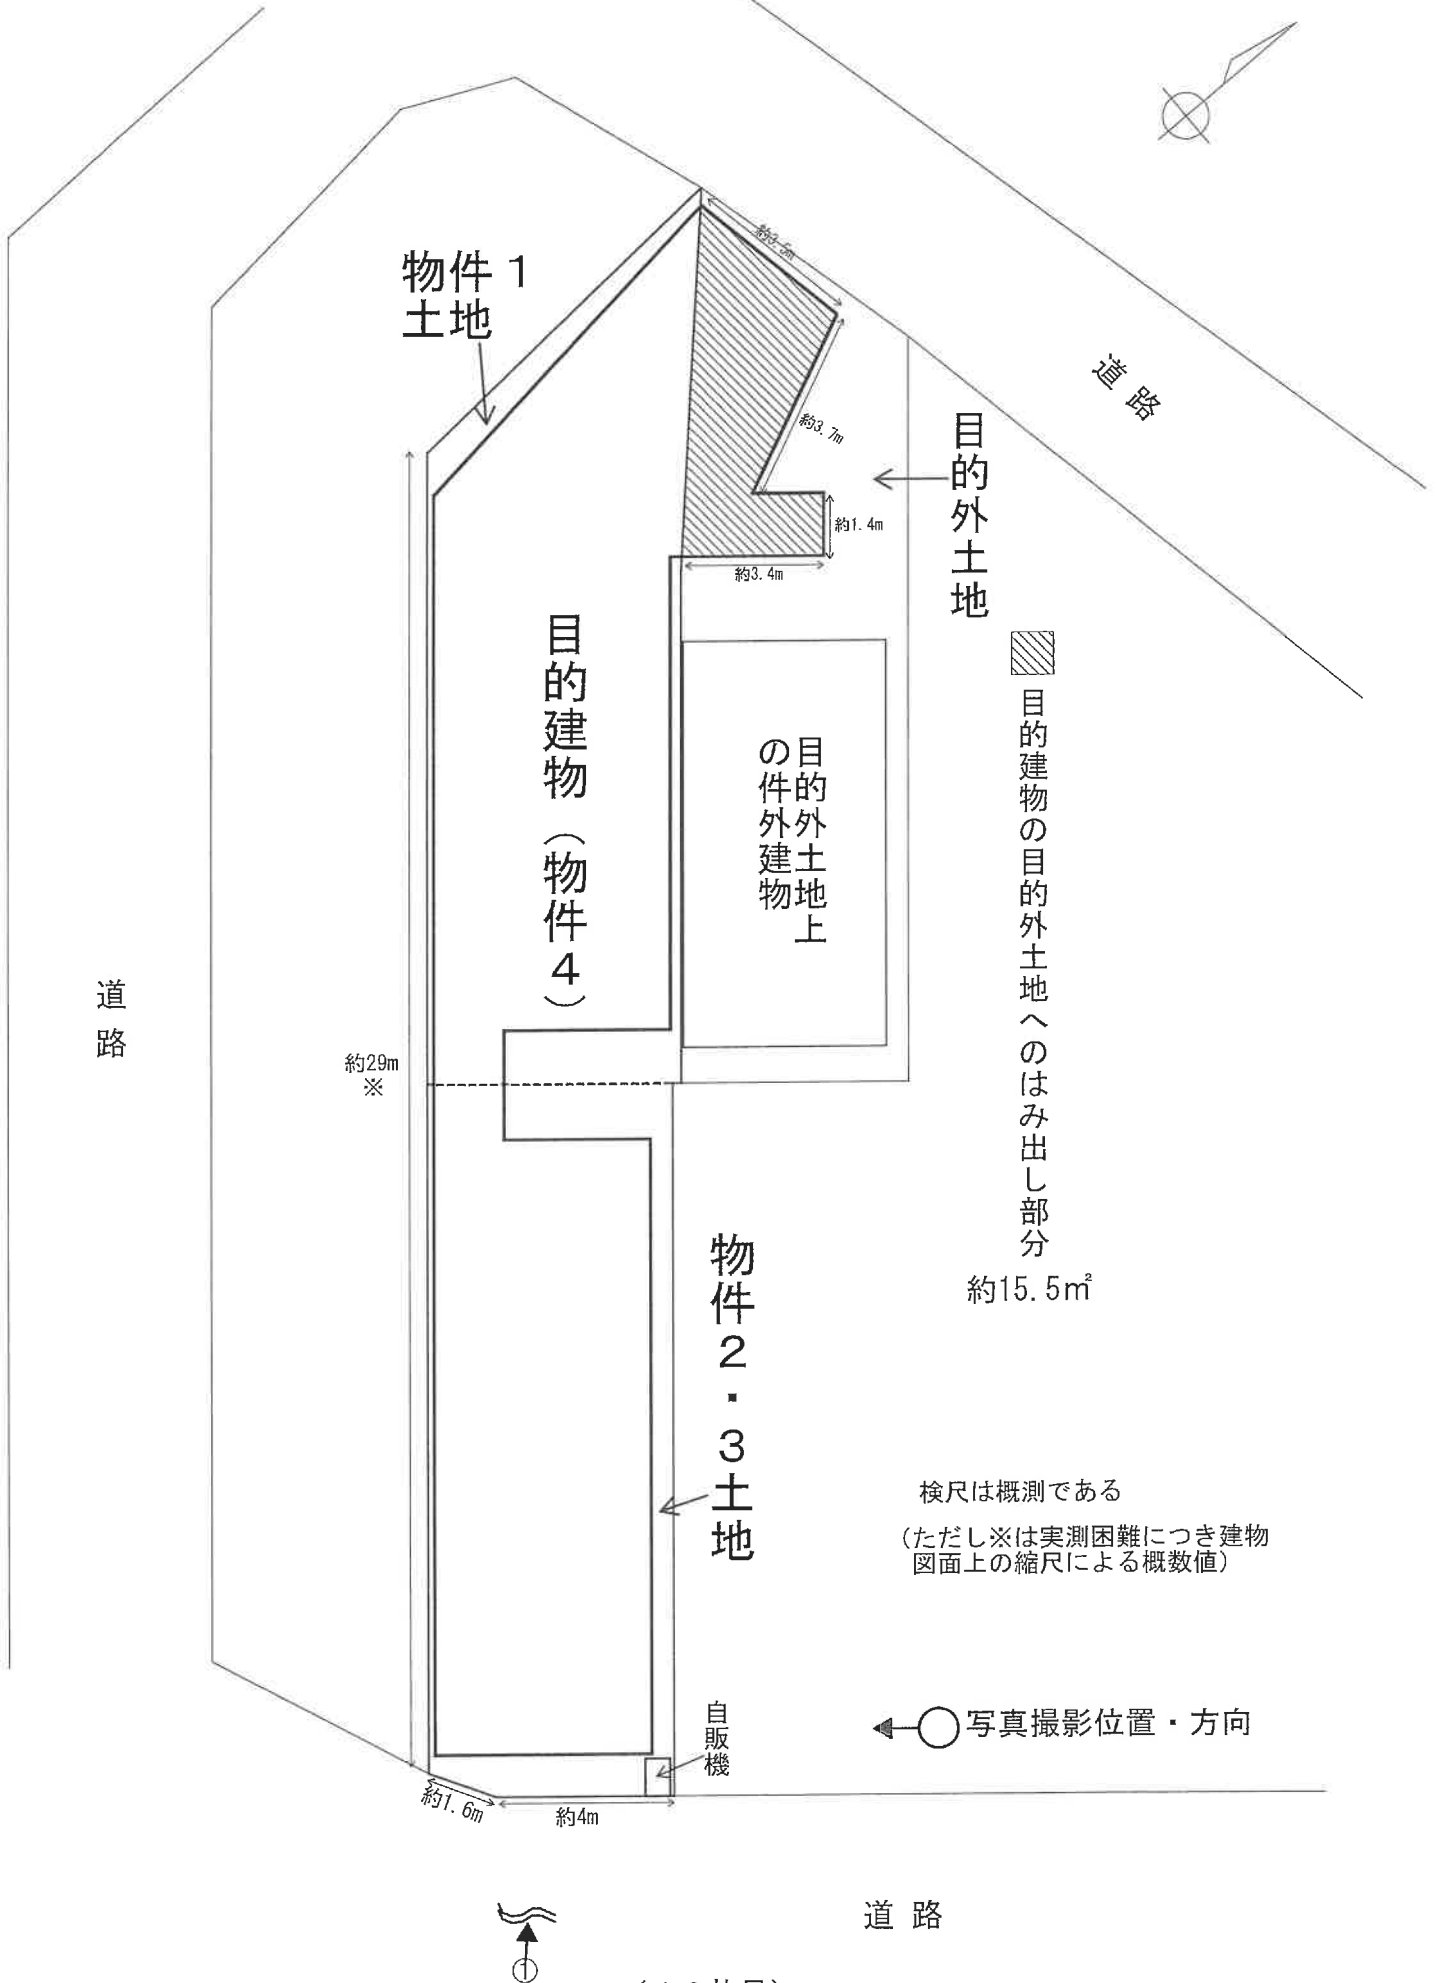 約3.5m
物件１
土地
道路
約3.7m
目的外土地
約1.4m
約3.4m
目的建物（物件４）
目的外土地上
の件外建物
目的建物の目的外土地へのはみ出し部分
約15.5㎡
道路
約29m
※
物件２・３土地
検尺は概測である
（ただし※は実測困難につき建物
図面上の縮尺による概数値）
自販機
写真撮影位置・方向
約1.6m
約4m
道路
①